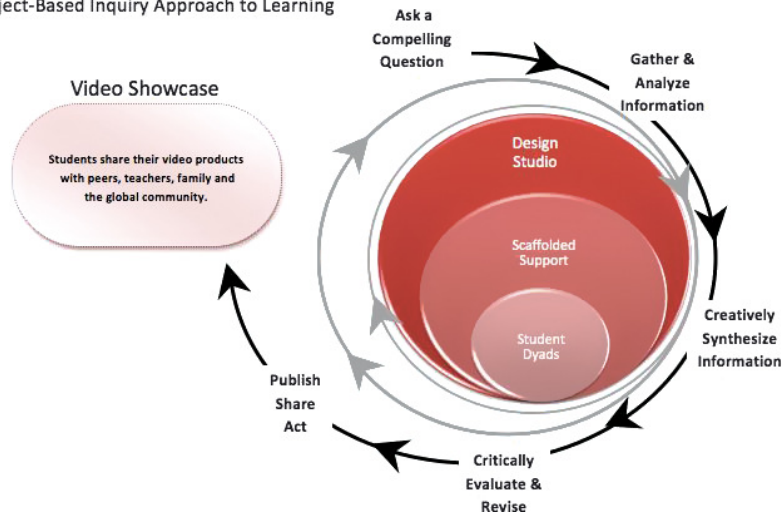 ject-Based Inquiry Approach to Learning
Ask a
Compelling
Question
Gather &
Analyze
Information
Video Showcase
Students share their video products
with peers, teachers, family and
the global community.
Design
Studio
Scaffolded
Support
Student
Dyads
Creatively
Synthesize
Information
Publish
Share
Act
Critically
Evaluate &
Revise